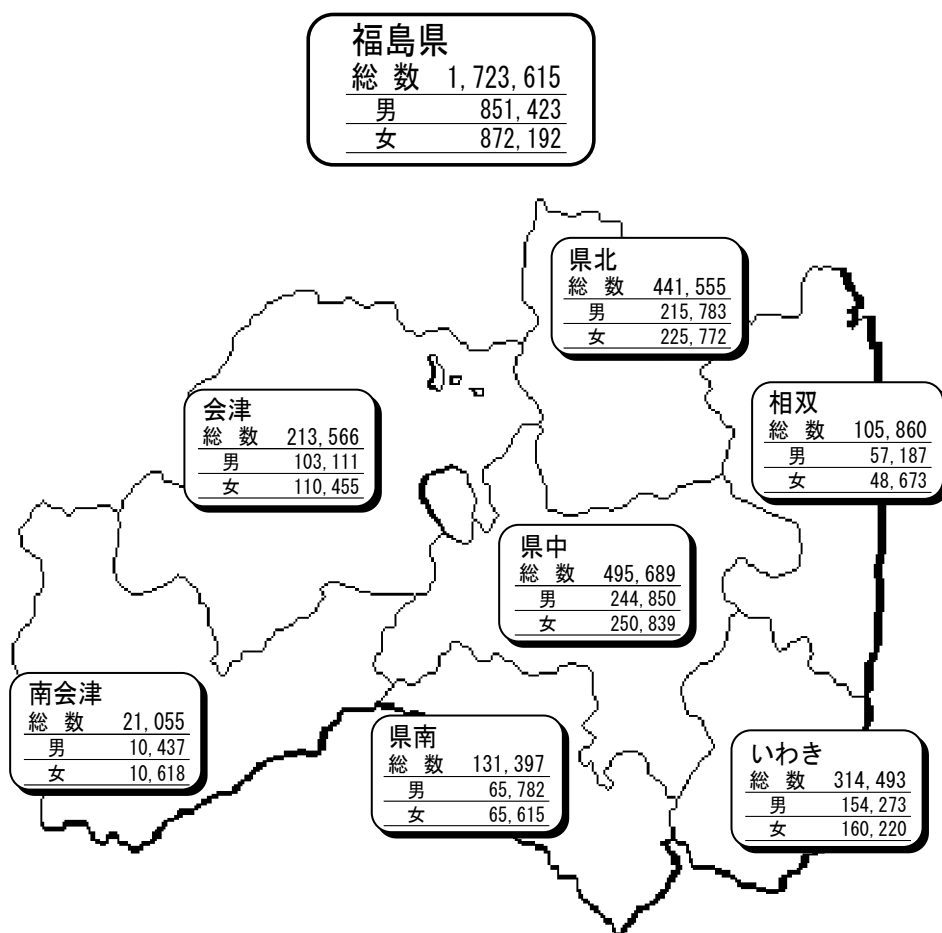 福島県
総 数 1,723,615
男 851,423
女 872,192
県北
総 数 441,555
男 215,783
女 225,772
会津
総 数 213,566
男 103,111
女 110,455
相双
総 数 105,860
男 57,187
女 48,673
県中
総 数 495,689
男 244,850
女 250,839
南会津
総 数 21,055
男 10,437
女 10,618
県南
総 数 131,397
男 65,782
女 65,615
いわき
総 数 314,493
男 154,273
女 160,220